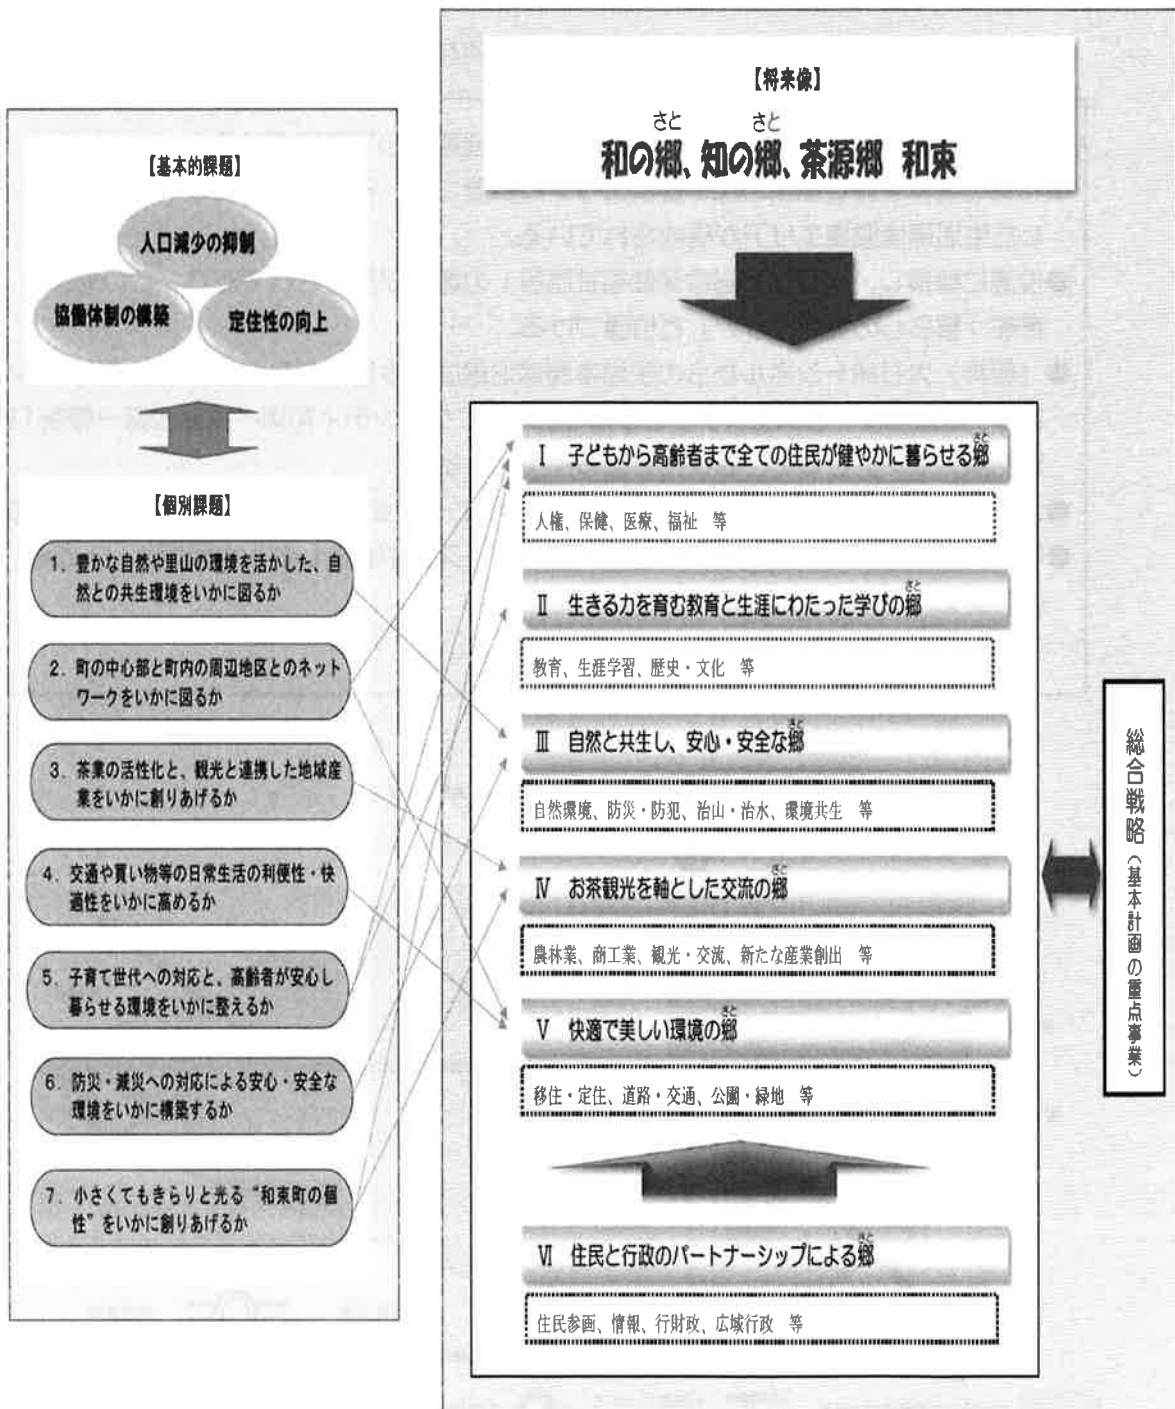 【基本的課題】
人口減少の抑制
協働体制の構築
定住性の向上
【個別課題】
1．豊かな自然や里山の環境を活かした、自
然との共生環境をいかに図るか
2．町の中心部と町内の周辺地区とのネット
ワークをいかに図るか
3．茶業の活性化と、観光と連携した地域産
業をいかに創りあげるか
4．交通や買い物等の日常生活の利便性・快
適性をいかに高めるか
5．子育て世代への対応と、高齢者が安心し
暮らせる環境をいかに整えるか
6．防災・減災への対応による安心・安全な
環境をいかに構築するか
7．小さくてもきらりと光る“和束町の個
性”をいかに創りあげるか
【将来像】
さと さと
和の郷、知の郷、茶源郷 和束
さと
Ⅰ 子どもから高齢者まで全ての住民が健やかに暮らせる郷
人権、保健、医療、福祉 等
さと
Ⅱ 生きる力を育む教育と生涯にわたった学びの郷
教育、生涯学習、歴史・文化 等
さと
Ⅲ 自然と共生し、安心・安全な郷
自然環境、防災・防犯、治山・治水、環境共生 等
さと
Ⅳ お茶観光を軸とした交流の郷
農林業、商工業、観光・交流、新たな産業創出 等
さと
Ⅴ 快適で美しい環境の郷
移住・定住、道路・交通、公園・緑地 等
さと
Ⅵ 住民と行政のパートナーシップによる郷
住民参画、情報、行財政、広域行政 等
総合戦略（基本計画の重点事業）